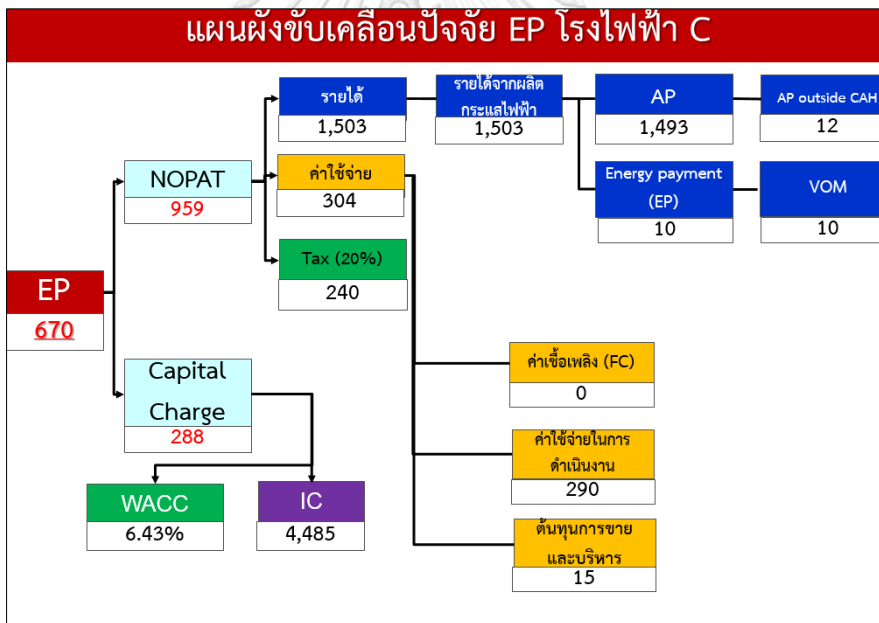 แผนผังขับเคลื่อนปัจจัย EP โรงไฟฟ้า C
รายได้
1,503
รายได้จากผลิต
กระแสไฟฟ้า
1,503
AP
1,493
AP outside CAH
12
NOPAT
959
ค่าใช้จ่าย
304
Energy payment
(EP)
10
VOM
10
Tax (20%)
240
EP
670
Capital
Charge
288
ค่าเชื้อเพลิง (FC)
0
ค่าใช้จ่ายในการ
ดำเนินงาน
290
WACC
6.43%
IC
4,485
ต้นทุนการขาย
และบริหาร
15